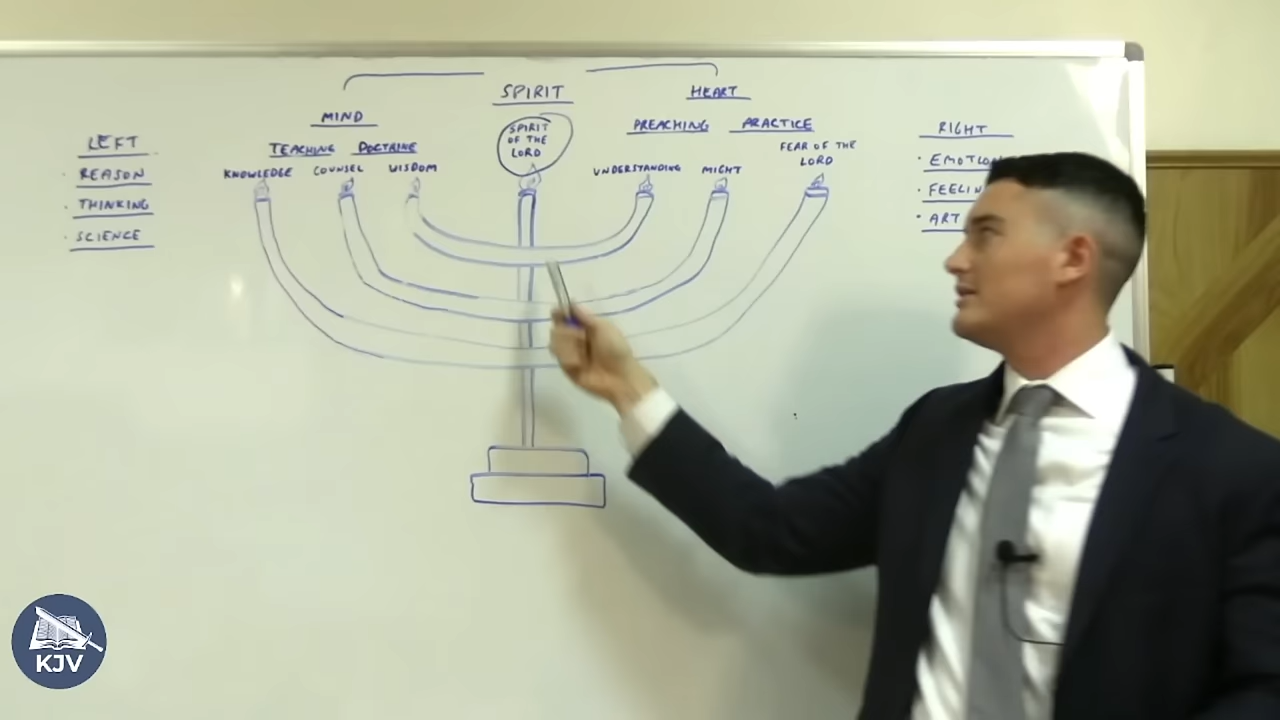 SPIRIT
HEART
MIND
PREACHING PRACTICE
SPIRIT
OF THE
LORD
LEFT
RIGHT
TEACHING DOCTRINE
FEAR OF THE
LORD
REASON
KNOWLEDGE COUNSEL WISDOM
UNDERSTANDING MIGHT
THINKING
ART
SCIENCE
KJV